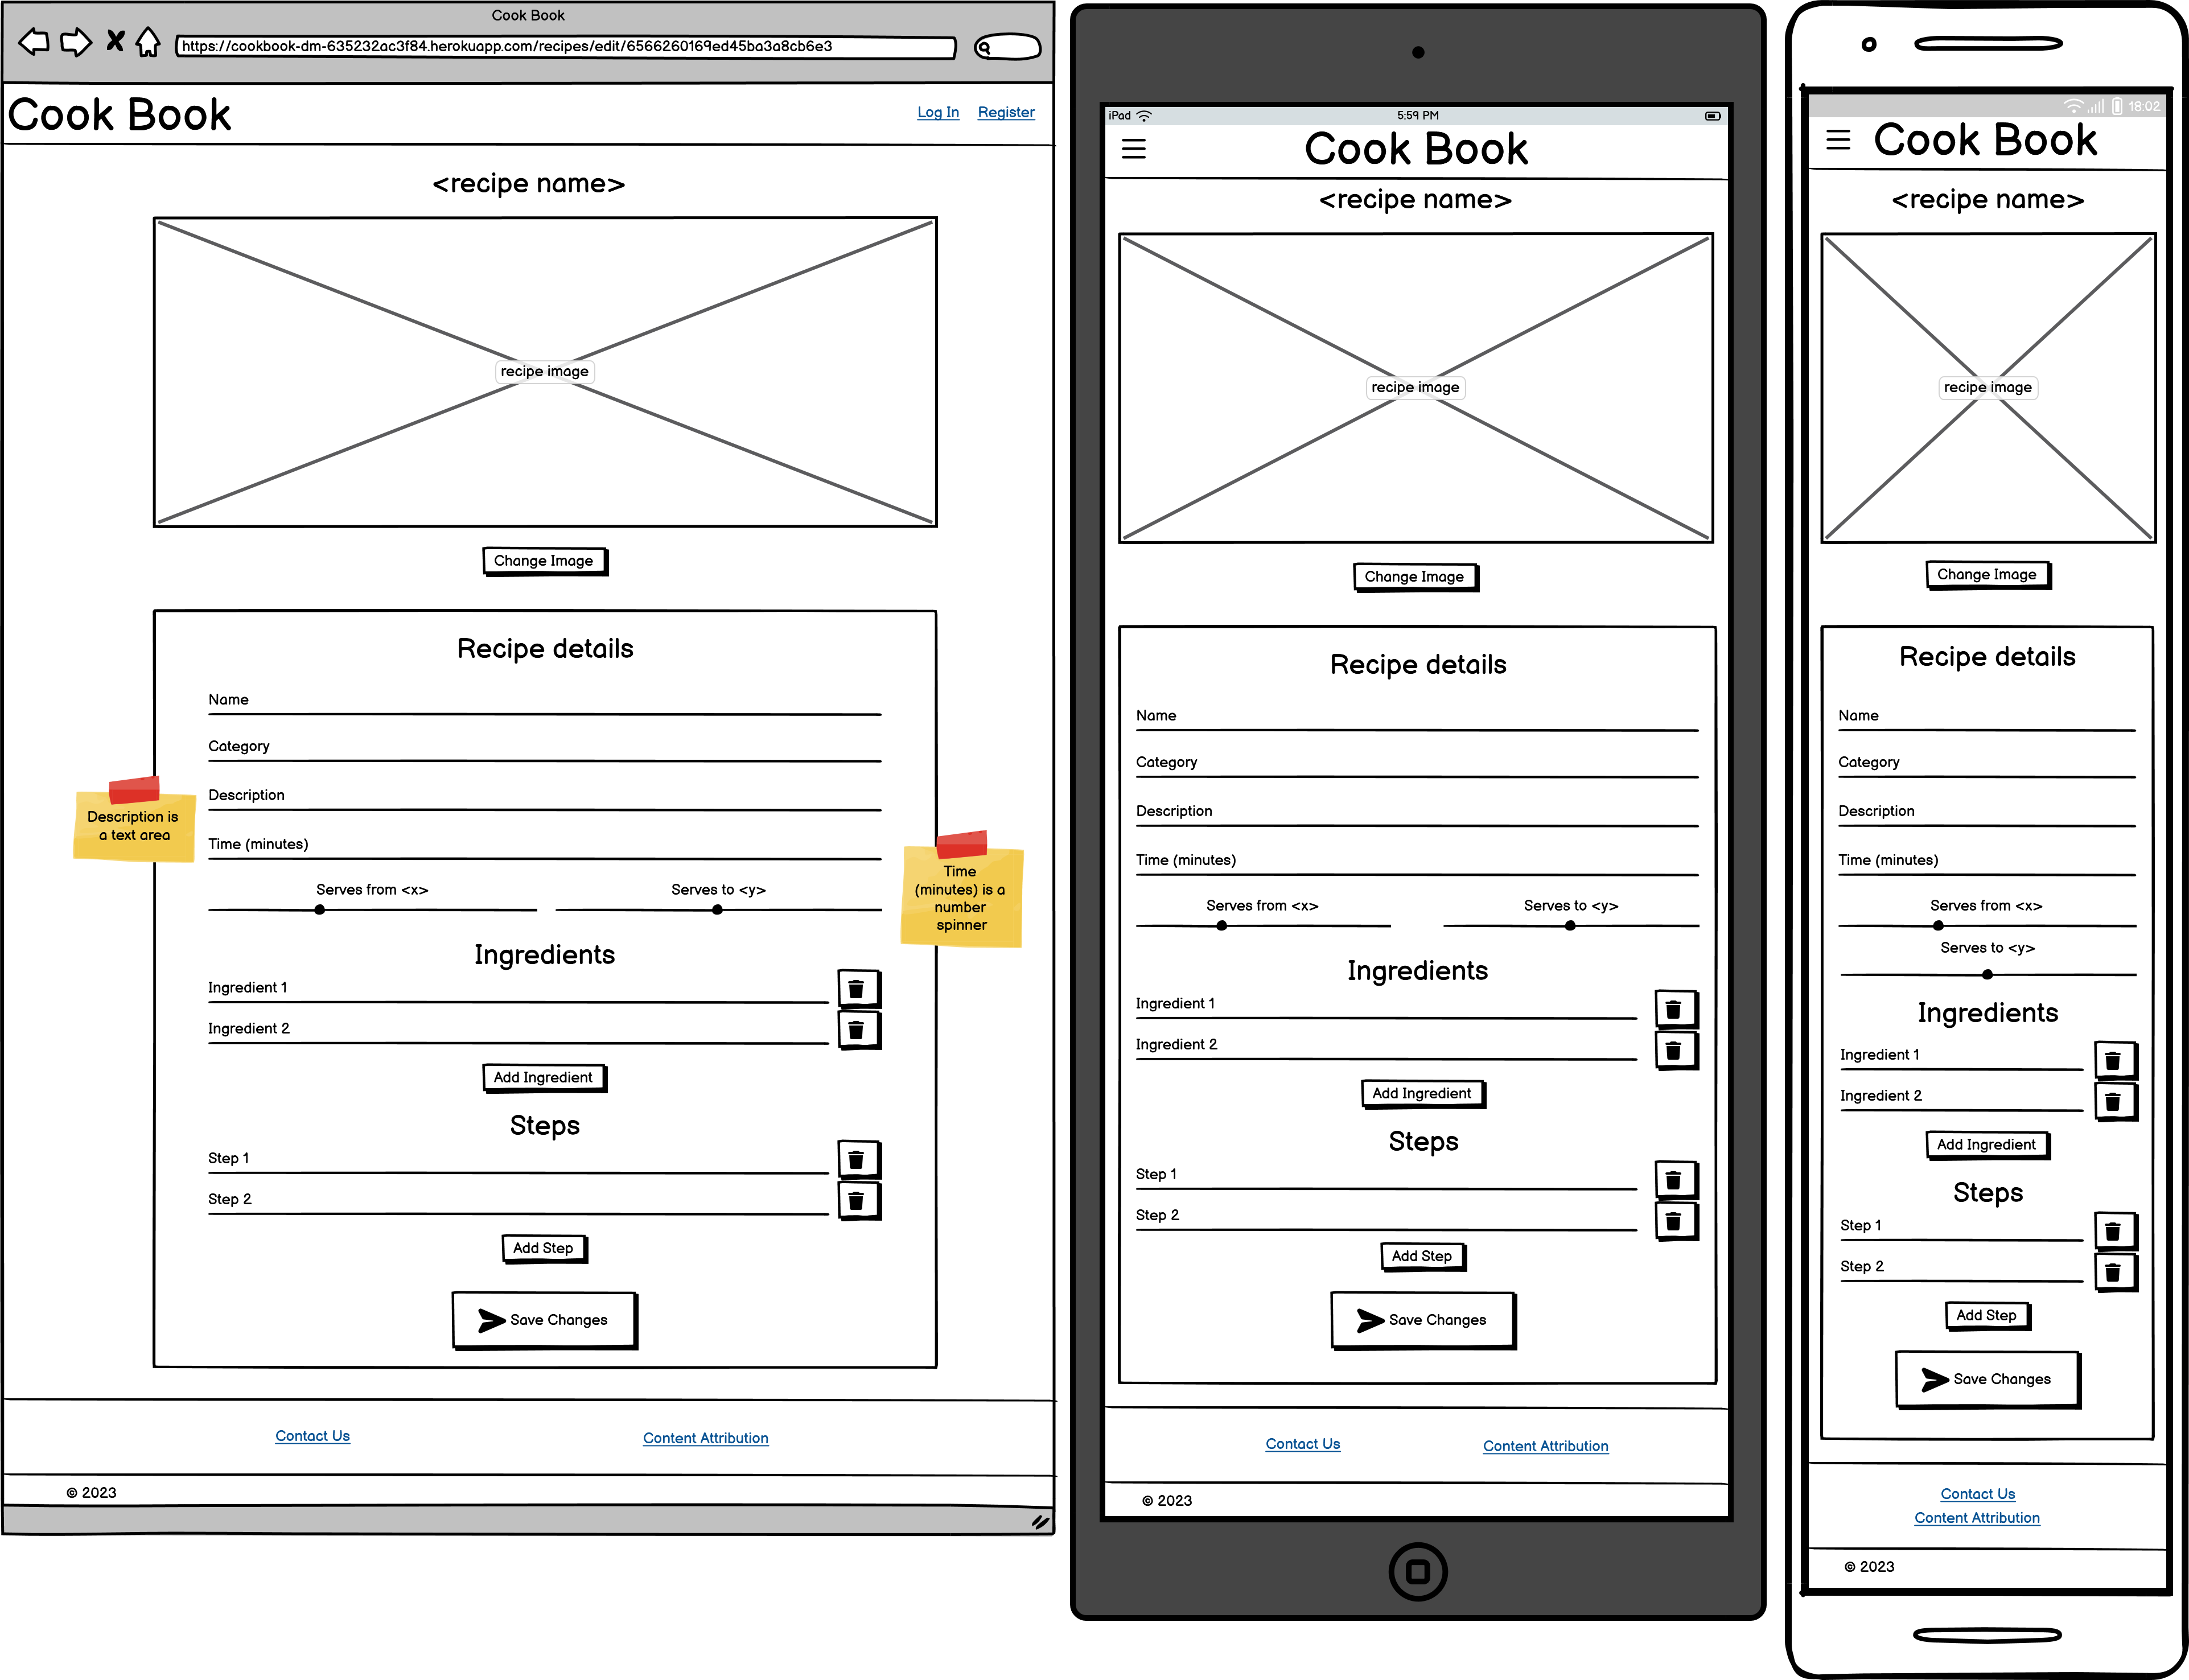 Cook Book
https://cookbook-dm-635232ac3f84.herokuapp.com/recipes/edit/6566260169ed45ba3a8cb6e3
Cook Book
Log In Register
<recipe name>
recipe image
Change Image
Recipe details
Name
Category
Description
Time (minutes)
Description is
a text area
Time
(minutes) is a
number
spinner
Serves from <x> Serves to <y>
Ingredients
Ingredient 1
Ingredient 2
Add Ingredient
Steps
Step 1
Step 2
Add Step
Save Changes
Contact Us Content Attribution
© 2023
iPad 5:59 PM
Cook Book
<recipe name>
recipe image
Change Image
Recipe details
Name
Category
Description
Time (minutes)
Serves from <x> Serves to <y>
Ingredients
Ingredient 1
Ingredient 2
Add Ingredient
Steps
Step 1
Step 2
Add Step
Save Changes
Contact Us Content Attribution
© 2023
18:02
Cook Book
<recipe name>
recipe image
Change Image
Recipe details
Name
Category
Description
Time (minutes)
Serves from <x>
Serves to <y>
Ingredients
Ingredient 1
Ingredient 2
Add Ingredient
Steps
Step 1
Step 2
Add Step
Save Changes
Contact Us
Content Attribution
© 2023